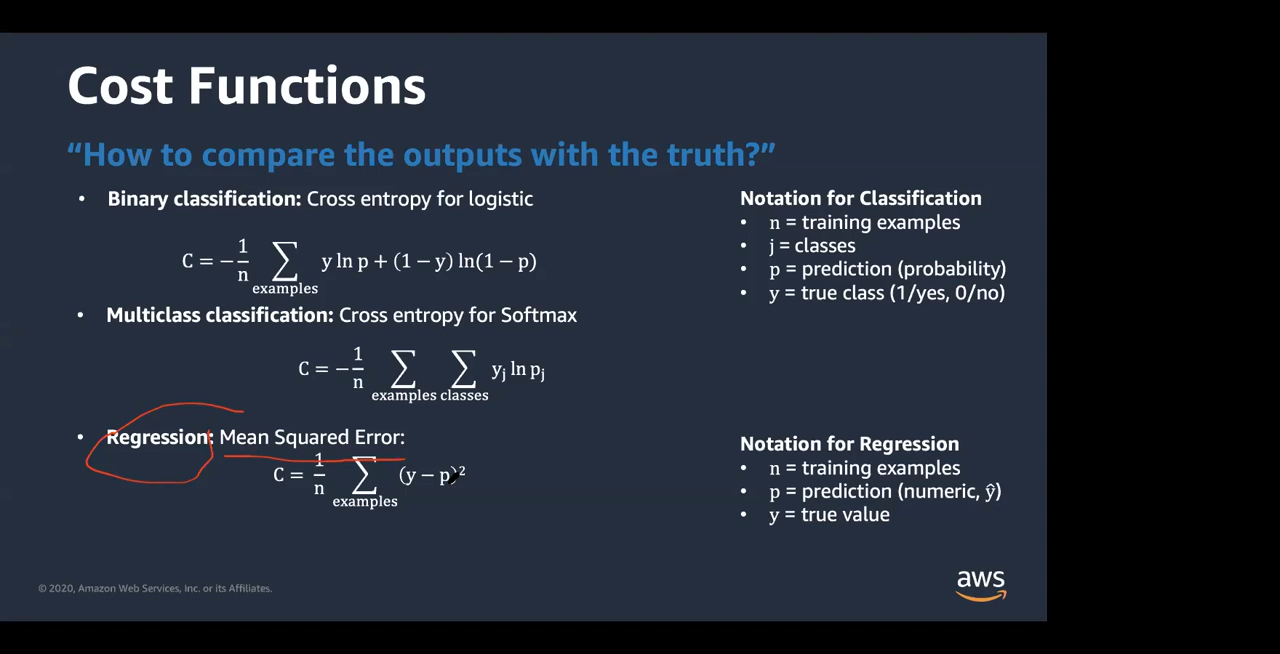 Cost Functions
“How to compare the outputs with the truth?”
• Binary classification: Cross entropy for logistic
C = −1/n ∑examples y ln p + (1 − y) ln(1 − p)
• Multiclass classification: Cross entropy for Softmax
C = −1/n ∑examples ∑classes yj ln pj
• Regression: Mean Squared Error:
C = 1/n ∑examples (y − p)²
Notation for Classification
• n = training examples
• j = classes
• p = prediction (probability)
• y = true class (1/yes, 0/no)
Notation for Regression
• n = training examples
• p = prediction (numeric, ŷ)
• y = true value
© 2020, Amazon Web Services, Inc. or its Affiliates.
aws